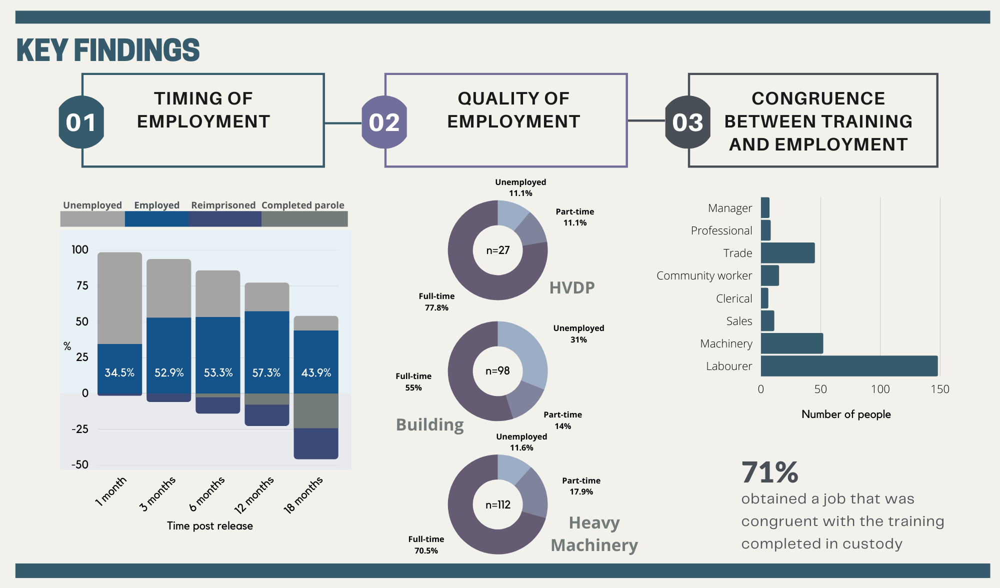 KEY FINDINGS
01
TIMING OF
EMPLOYMENT
02
QUALITY OF
EMPLOYMENT
03
CONGRUENCE
BETWEEN TRAINING
AND EMPLOYMENT
Unemployed Employed Reimprisoned Completed parole
100
75
50
%
25
0
-25
-50
34.5% 52.9% 53.3% 57.3% 43.9%
1 month 3 months 6 months 12 months 18 months
Time post release
Unemployed
11.1%
Part-time
11.1%
n=27
HVDP
Full-time
77.8%
Unemployed
31%
n=98
Full-time
55%
Part-time
14%
Building
Unemployed
11.6%
Part-time
17.9%
n=112
Heavy
Machinery
Full-time
70.5%
Manager
Professional
Trade
Community worker
Clerical
Sales
Machinery
Labourer
0 50 100 150
Number of people
71%
obtained a job that was
congruent with the training
completed in custody